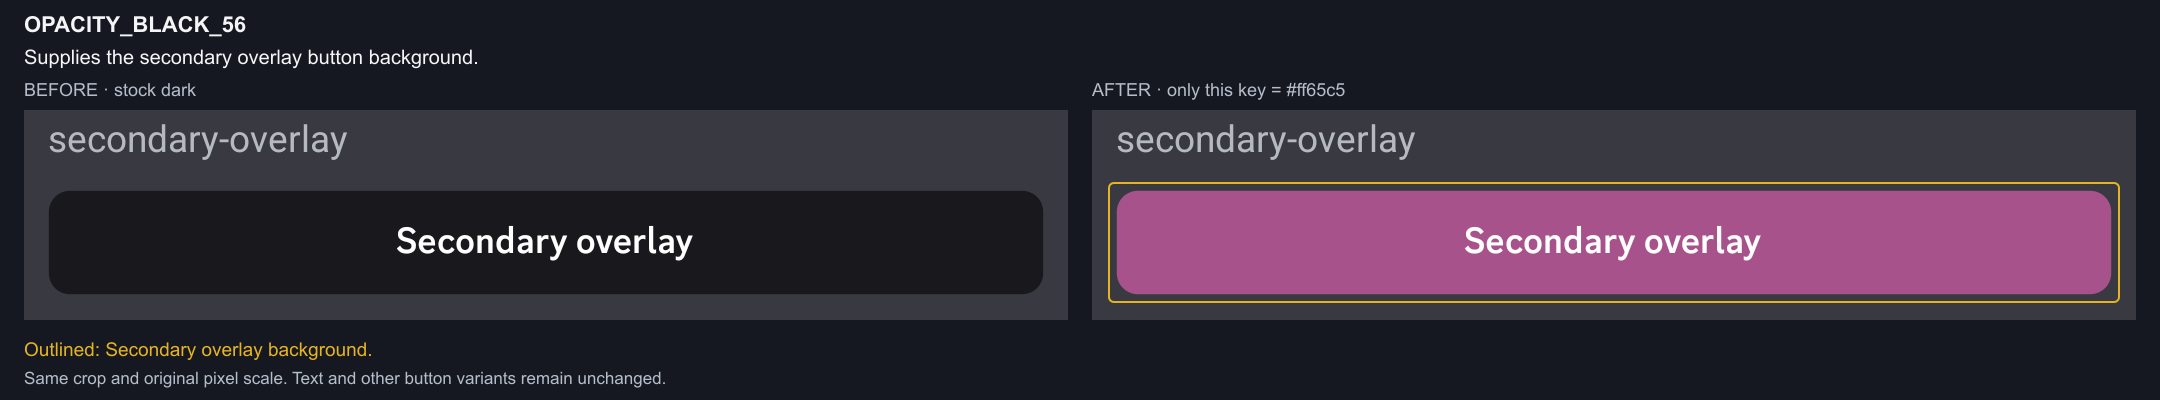 OPACITY_BLACK_56
Supplies the secondary overlay button background.
BEFORE · stock dark
AFTER · only this key = #ff65c5
secondary-overlay
secondary-overlay
Secondary overlay
Secondary overlay
Outlined: Secondary overlay background.
Same crop and original pixel scale. Text and other button variants remain unchanged.